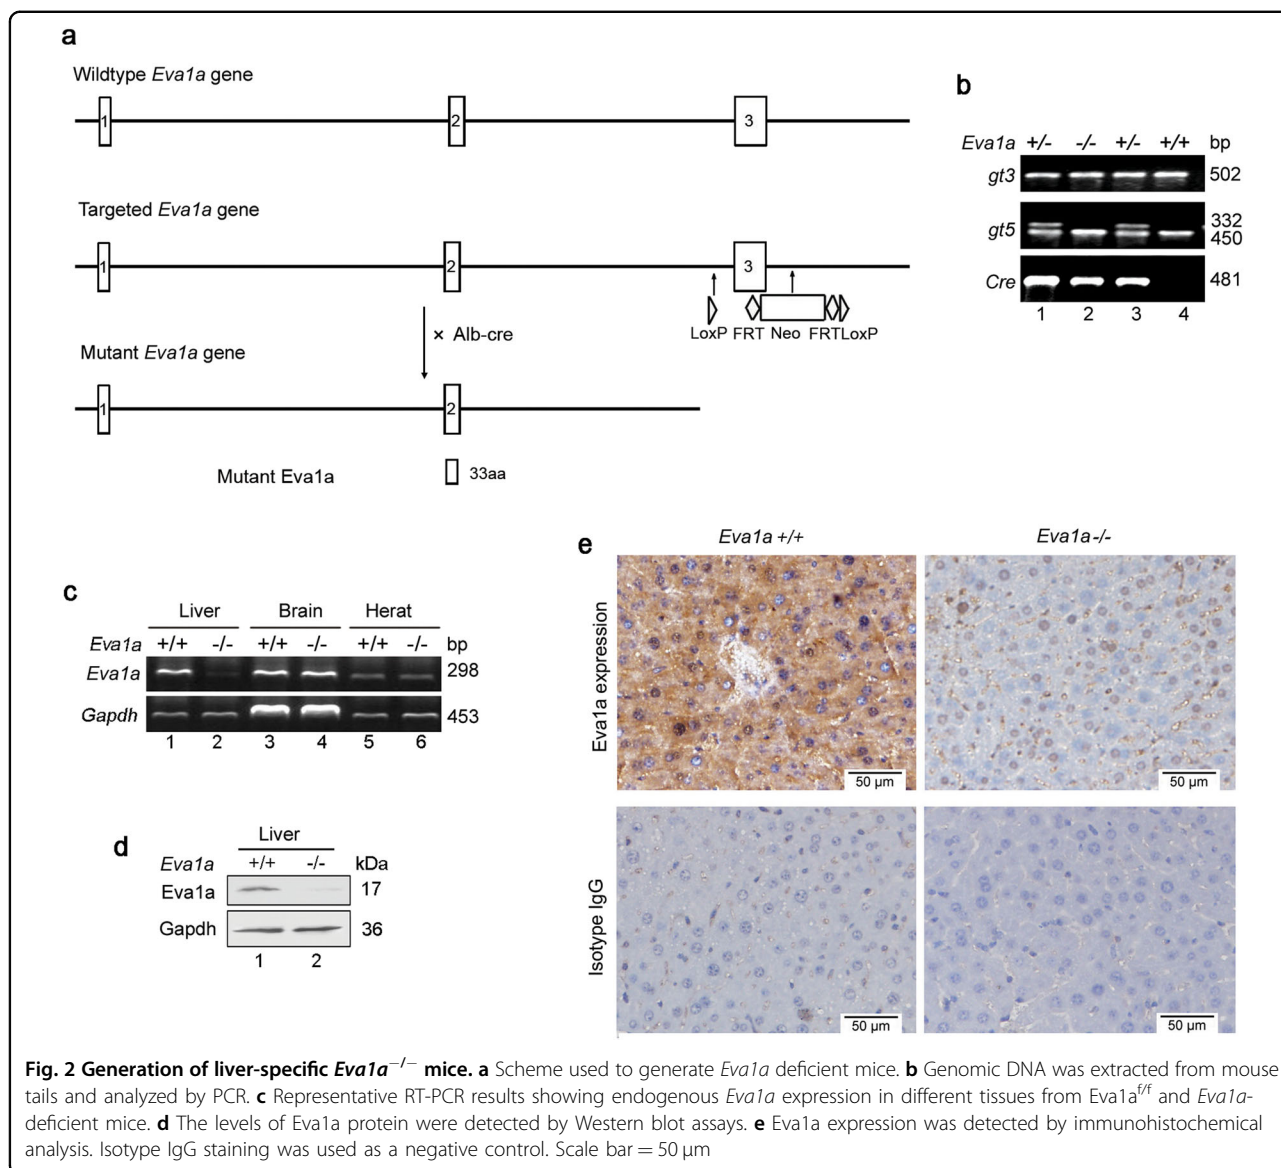 a
Wildtype Eva1a gene
1 2 3
Targeted Eva1a gene
1 2 3
LoxP FRT Neo FRT LoxP
× Alb-cre
Mutant Eva1a gene
1 2
Mutant Eva1a 33aa
b
Eva1a +/- -/- +/- +/+ bp
gt3 502
gt5 332
450
Cre 481
1 2 3 4
c
Liver Brain Herat
Eva1a +/+ -/- +/+ -/- +/+ -/- bp
Eva1a 298
Gapdh 453
1 2 3 4 5 6
d
Liver
Eva1a +/+ -/- kDa
Eva1a 17
Gapdh 36
1 2
e
Eva1a +/+ Eva1a-/-
Eva1a expression
50 µm 50 µm
Isotype IgG
50 µm 50 µm
Fig. 2 Generation of liver-specific Eva1a−/− mice. a Scheme used to generate Eva1a deficient mice. b Genomic DNA was extracted from mouse
tails and analyzed by PCR. c Representative RT-PCR results showing endogenous Eva1a expression in different tissues from Eva1af/f and Eva1a-
deficient mice. d The levels of Eva1a protein were detected by Western blot assays. e Eva1a expression was detected by immunohistochemical
analysis. Isotype IgG staining was used as a negative control. Scale bar = 50 µm